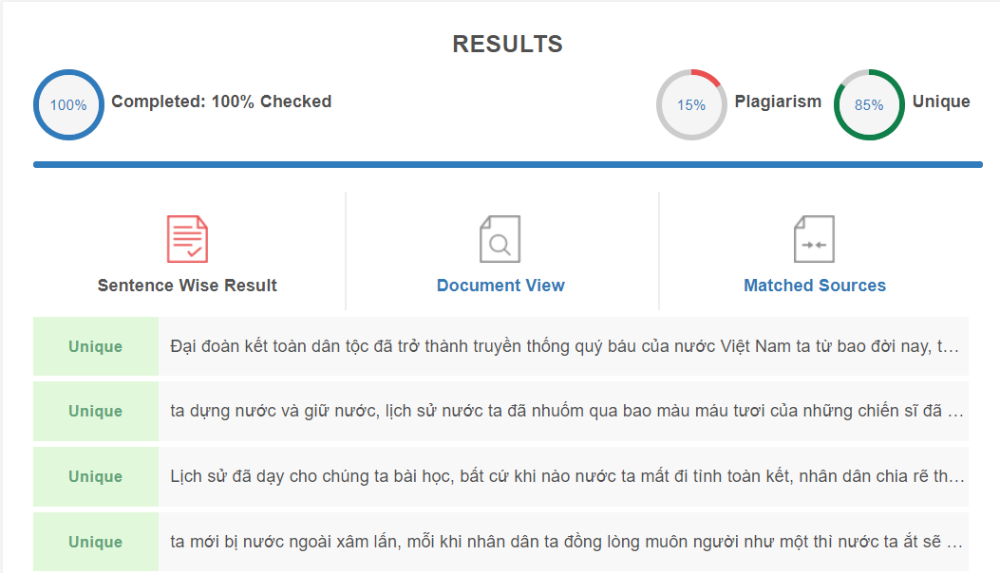 RESULTS
100% Completed: 100% Checked 15% Plagiarism 85% Unique
Sentence Wise Result Document View Matched Sources
Unique Đại đoàn kết toàn dân tộc đã trở thành truyền thống quý báu của nước Việt Nam ta từ bao đời nay, t...
Unique ta dựng nước và giữ nước, lịch sử nước ta đã nhuốm qua bao màu máu tươi của những chiến sĩ đã ...
Unique Lịch sử đã dạy cho chúng ta bài học, bất cứ khi nào nước ta mất đi tình toàn kết, nhân dân chia rẽ th...
Unique ta mới bị nước ngoài xâm lấn, mỗi khi nhân dân ta đồng lòng muôn người như một thì nước ta ắt sẽ ...